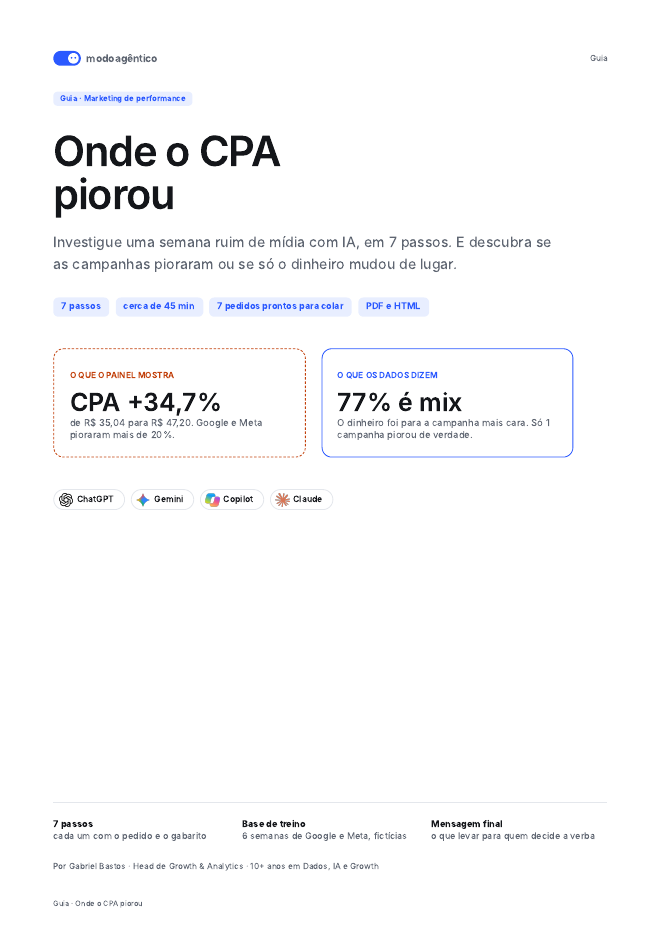 modoagêntico
Guia
Guia · Marketing de performance
Onde o CPA
piorou
Investigue uma semana ruim de mídia com IA, em 7 passos. E descubra se
as campanhas pioraram ou se só o dinheiro mudou de lugar.
7 passos
cerca de 45 min
7 pedidos prontos para colar
PDF e HTML
O QUE O PAINEL MOSTRA
CPA +34,7%
de R$ 35,04 para R$ 47,20. Google e Meta
pioraram mais de 20%.
O QUE OS DADOS DIZEM
77% é mix
O dinheiro foi para a campanha mais cara. Só 1
campanha piorou de verdade.
ChatGPT
Gemini
Copilot
Claude
7 passos
cada um com o pedido e o gabarito
Base de treino
6 semanas de Google e Meta, fictícias
Mensagem final
o que levar para quem decide a verba
Por Gabriel Bastos · Head de Growth & Analytics · 10+ anos em Dados, IA e Growth
Guia · Onde o CPA piorou